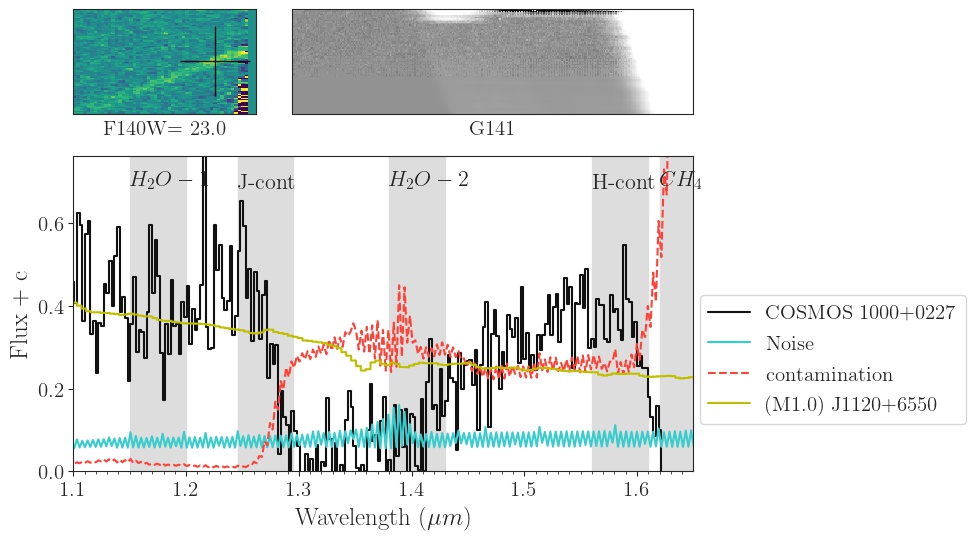 F140W= 23.0
G141
H₂O − 1
J-cont
H₂O − 2
H-cont
CH₄
Flux + c
0.6
0.4
0.2
0.0
1.1
1.2
1.3
1.4
1.5
1.6
Wavelength (μm)
COSMOS 1000+0227
Noise
contamination
(M1.0) J1120+6550